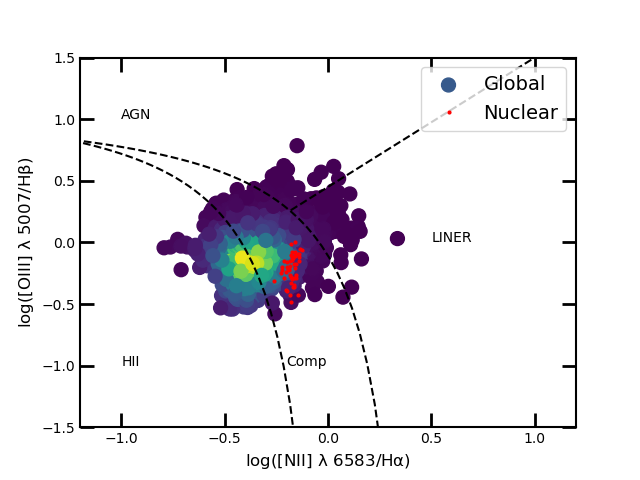 1.5
1.0
0.5
0.0
−0.5
−1.0
−1.5
log([OIII] λ 5007/Hβ)
Global
Nuclear
AGN
LINER
HII
Comp
−1.0 −0.5 0.0 0.5 1.0
log([NII] λ 6583/Hα)